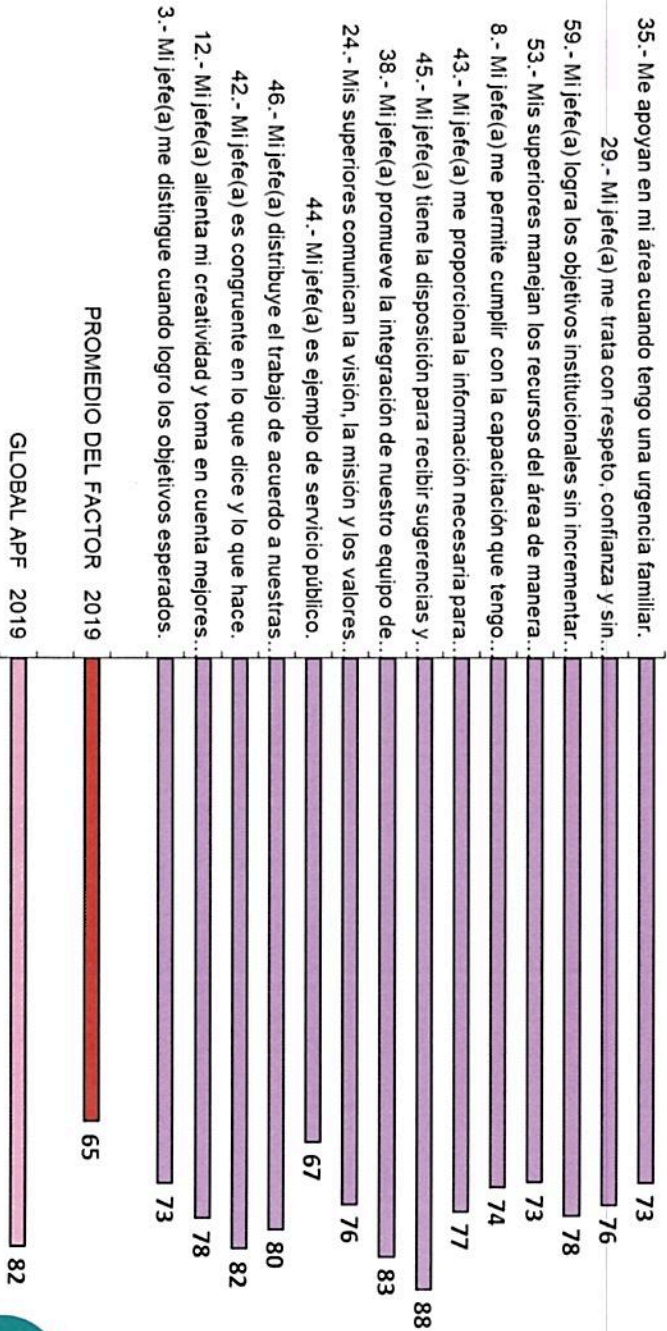 35.- Me apoyan en mi área cuando tengo una urgencia familiar. 73
29.- Mi jefe(a) me trata con respeto, confianza y sin... 76
59.- Mi jefe(a) logra los objetivos institucionales sin incrementar... 78
53.- Mis superiores manejan los recursos del área de manera... 73
8.- Mi jefe(a) me permite cumplir con la capacitación que tengo... 74
43.- Mi jefe(a) me proporciona la información necesaria para... 77
45.- Mi jefe(a) tiene la disposición para recibir sugerencias y... 88
38.- Mi jefe(a) promueve la integración de nuestro equipo de... 83
24.- Mis superiores comunican la visión, la misión y los valores... 76
44.- Mi jefe(a) es ejemplo de servicio público. 67
46.- Mi jefe(a) distribuye el trabajo de acuerdo a nuestras... 80
42.- Mi jefe(a) es congruente en lo que dice y lo que hace. 82
12.- Mi jefe(a) alienta mi creatividad y toma en cuenta mejores... 78
3.- Mi jefe(a) me distingue cuando logro los objetivos esperados. 73
PROMEDIO DEL FACTOR 2019 65
GLOBAL APF 2019 82